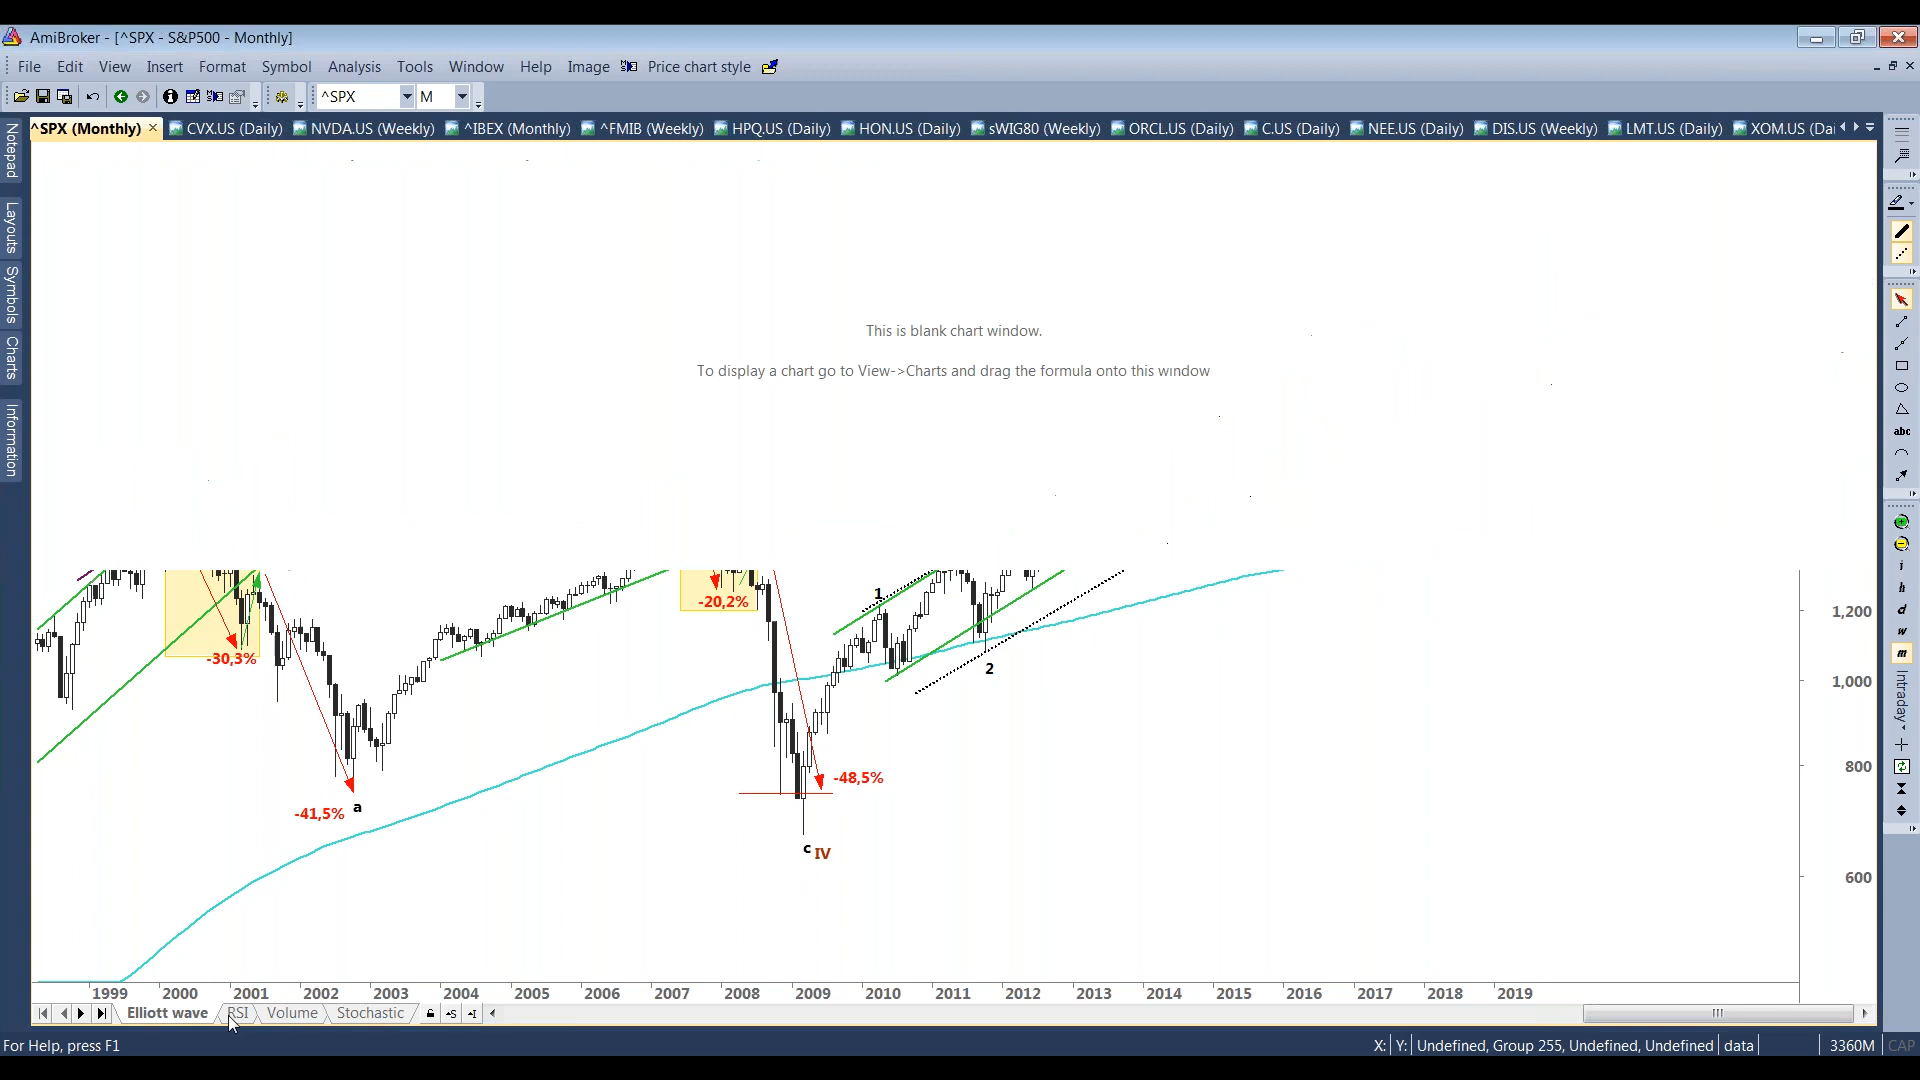 AmiBroker - [^SPX - S&P500 - Monthly]
File Edit View Insert Format Symbol Analysis Tools Window Help Image Price chart style
^SPX M
^SPX (Monthly) CVX.US (Daily) NVDA.US (Weekly) ^IBEX (Monthly) ^FMIB (Weekly) HPQ.US (Daily) HON.US (Daily) sWIG80 (Weekly) ORCL.US (Daily) C.US (Daily) NEE.US (Daily) DIS.US (Weekly) LMT.US (Daily) XOM.US (Dai
Notepad
Layouts
Symbols
Charts
Information
This is blank chart window.
To display a chart go to View->Charts and drag the formula onto this window
abc
i
h
d
w
m
Intraday
1
-20,2%
-30,3%
2
-48,5%
-41,5% a
c IV
1,200
1,000
800
600
1999 2000 2001 2002 2003 2004 2005 2006 2007 2008 2009 2010 2011 2012 2013 2014 2015 2016 2017 2018 2019
Elliott wave RSI Volume Stochastic S I
For Help, press F1
X: Y: Undefined, Group 255, Undefined, Undefined data 3360M CAP